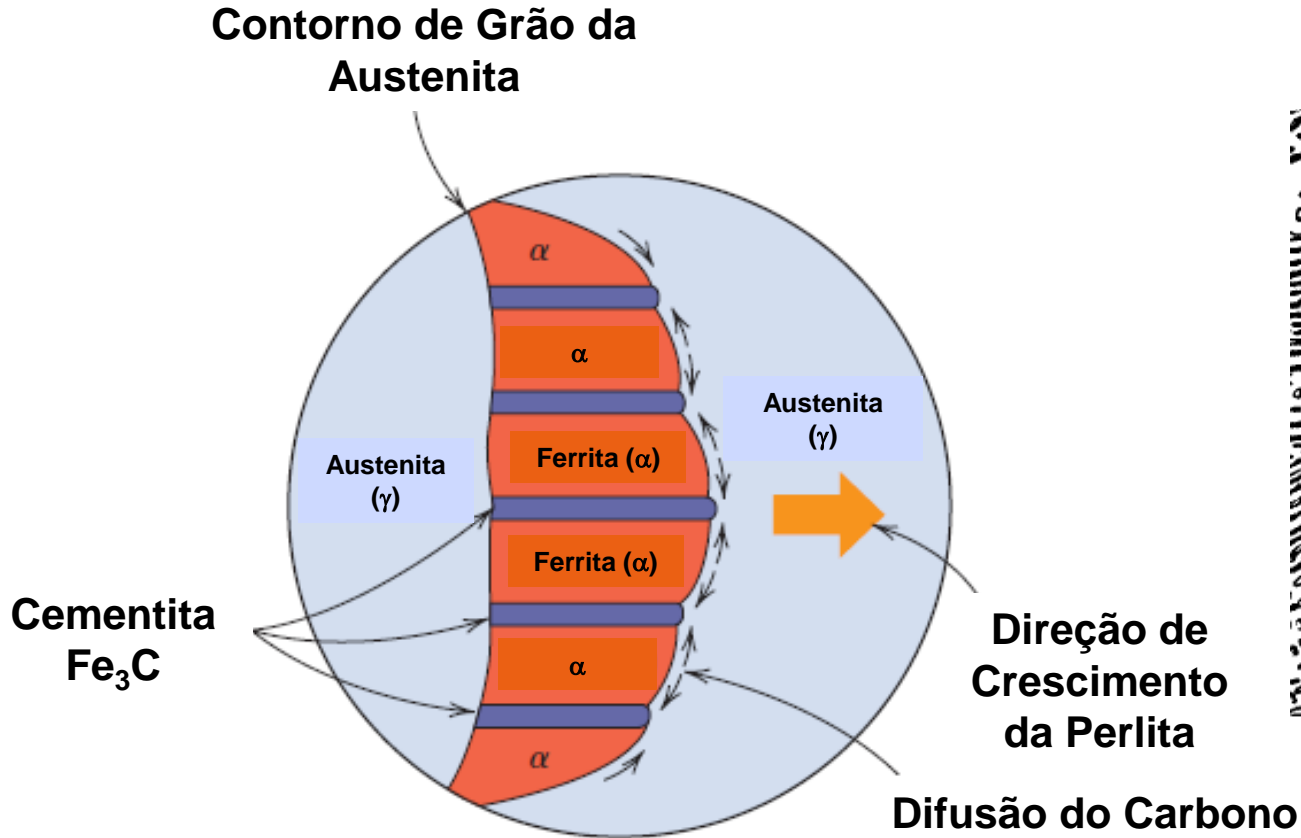 Contorno de Grão da
Austenita
α
α
Austenita
(γ)
Ferrita (α)
Austenita
(γ)
Ferrita (α)
Cementita
Fe₃C
α
Direção de
Crescimento
da Perlita
α
Difusão do Carbono